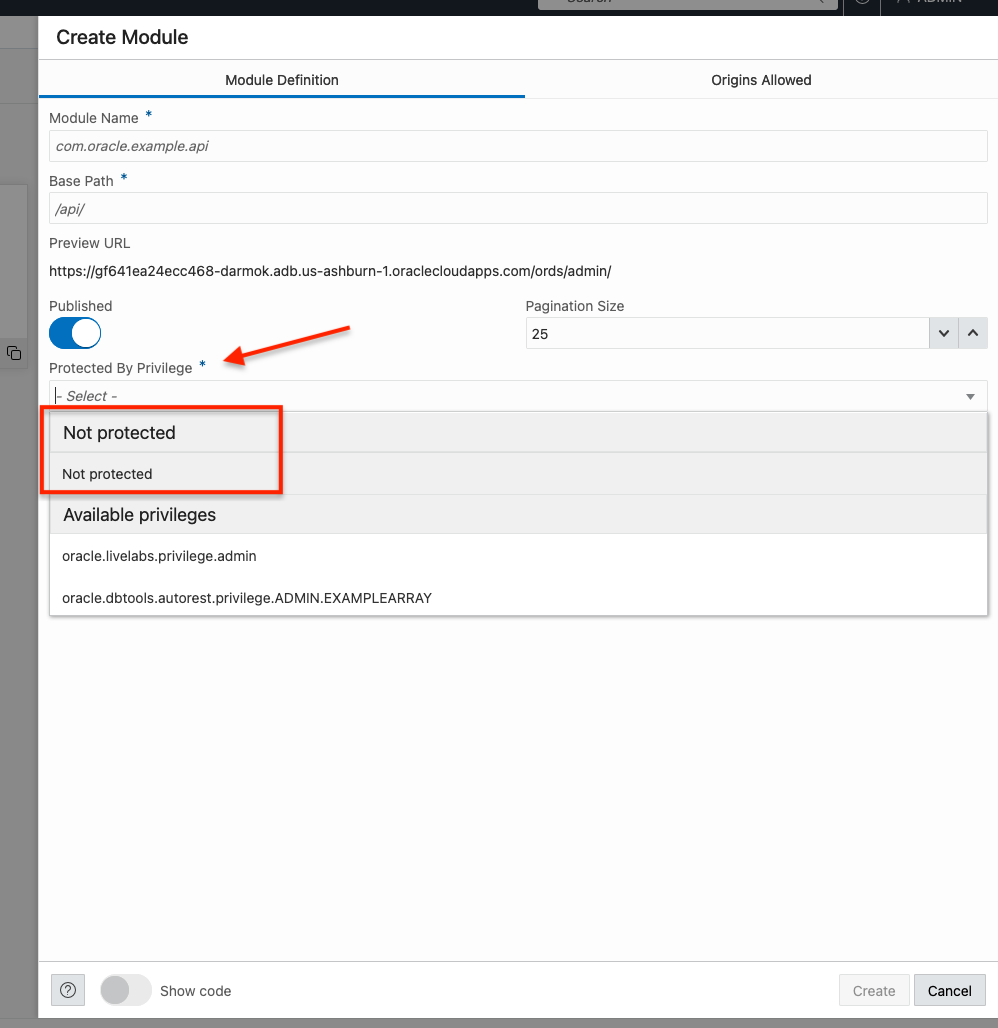 Create Module
Module Definition
Origins Allowed
Module Name *
com.oracle.example.api
Base Path *
/api/
Preview URL
https://gf641ea24ecc468-darmok.adb.us-ashburn-1.oraclecloudapps.com/ords/admin/
Published
Pagination Size
25
Protected By Privilege *
- Select -
Not protected
Not protected
Available privileges
oracle.livelabs.privilege.admin
oracle.dbtools.autorest.privilege.ADMIN.EXAMPLEARRAY
Show code
Create
Cancel